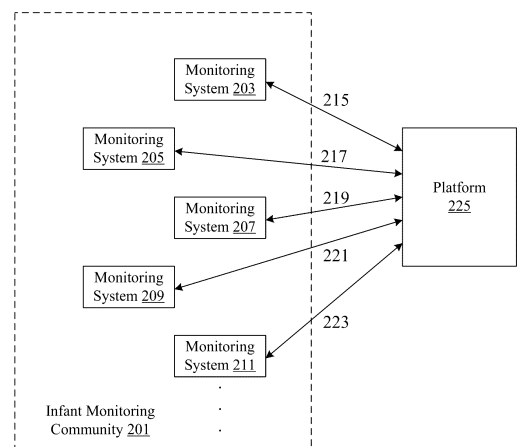 Monitoring
System 203
215
Monitoring
System 205
217
Monitoring
System 207
219
Platform
225
Monitoring
System 209
221
Monitoring
System 211
223
Infant Monitoring
Community 201